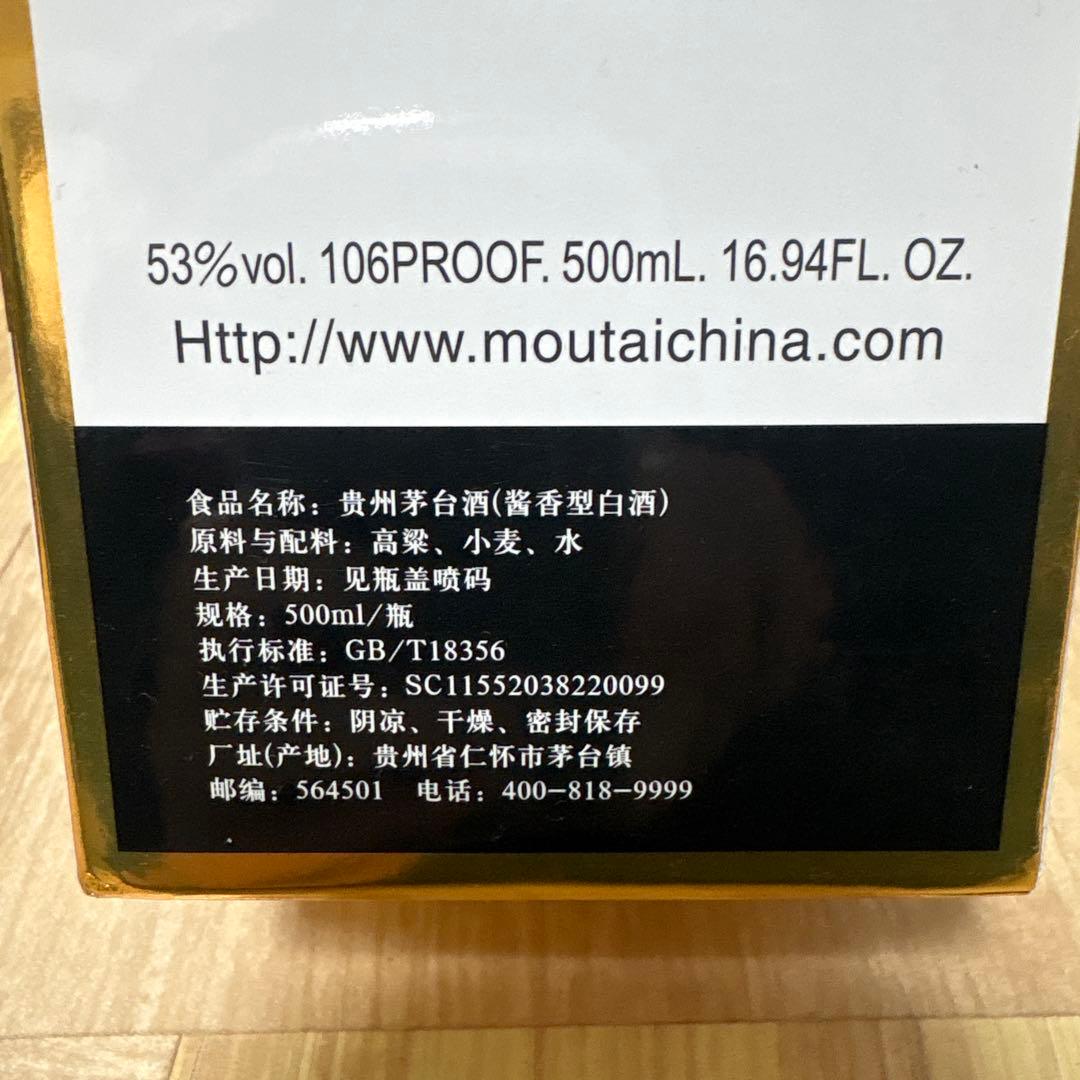 53%vol. 106PROOF. 500mL. 16.94FL. OZ.
Http://www.moutaichina.com
食品名称：贵州茅台酒(酱香型白酒)
原料与配料：高粱、小麦、水
生产日期：见瓶盖喷码
规格：500ml/瓶
执行标准：GB/T18356
生产许可证号：SC11552038220099
贮存条件：阴凉、干燥、密封保存
厂址(产地)：贵州省仁怀市茅台镇
邮编：564501 电话：400-818-9999